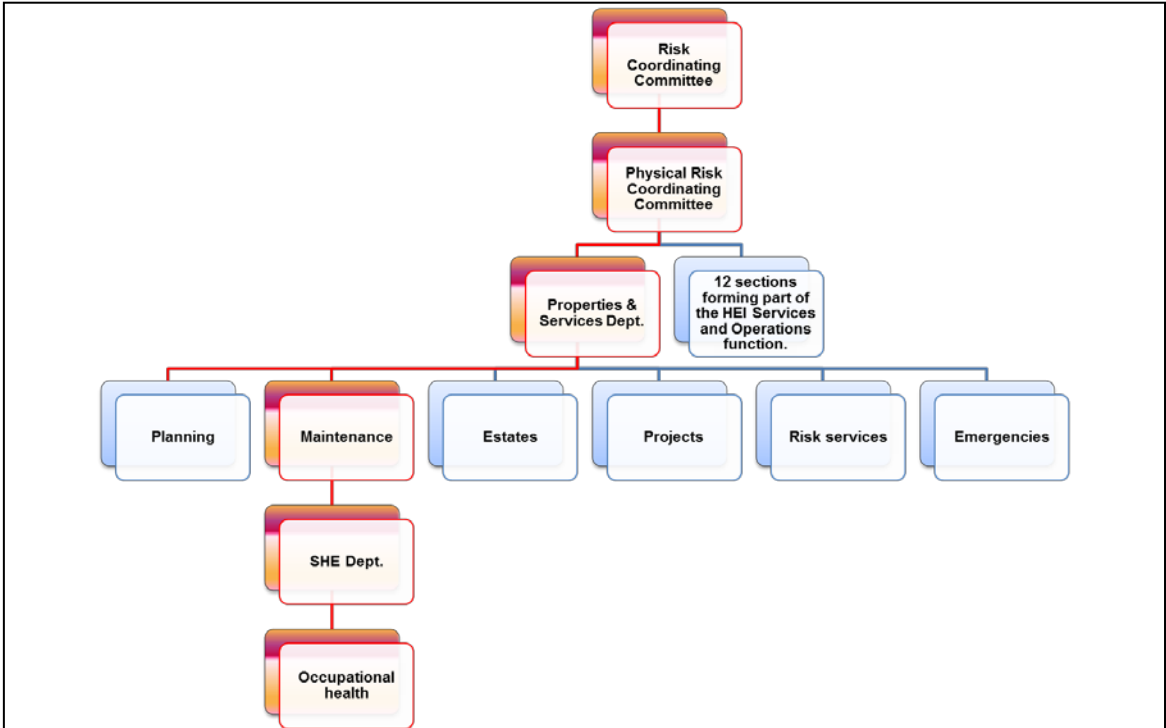 Risk
Coordinating
Committee
Physical Risk
Coordinating
Committee
Properties &
Services Dept.
12 sections
forming part of
the HEI Services
and Operations
function.
Planning
Maintenance
Estates
Projects
Risk services
Emergencies
SHE Dept.
Occupational
health